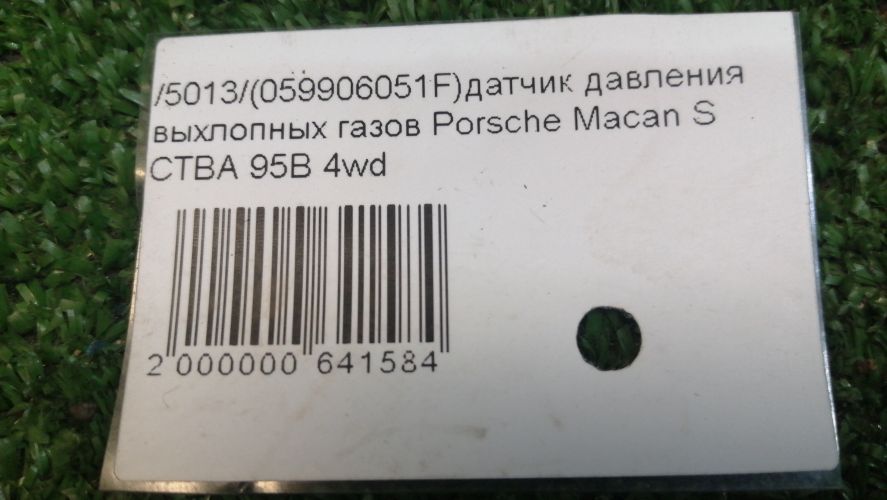 /5013/(059906051F)датчик давления
выхлопных газов Porsche Macan S
CTBA 95B 4wd
2 000000 641584